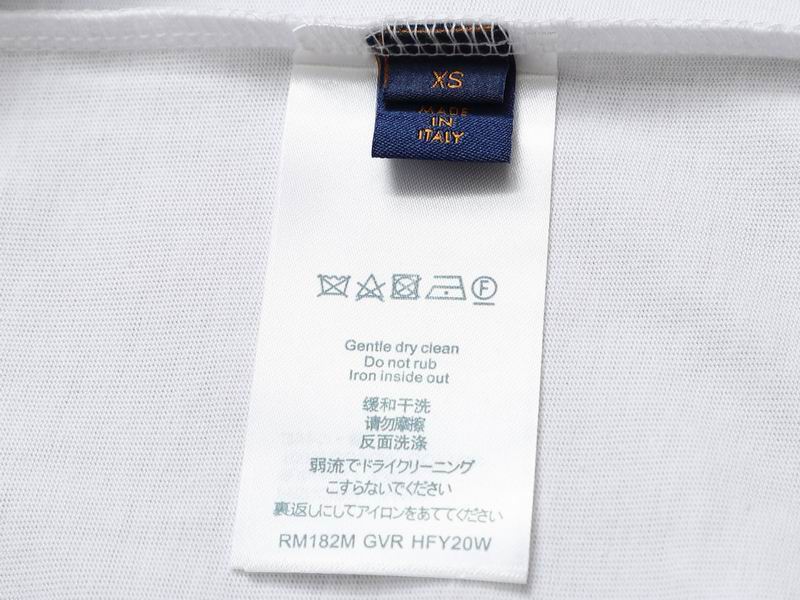 XS
MADE
IN
ITALY
F
Gentle dry clean
Do not rub
Iron inside out
缓和干洗
请勿摩擦
反面洗涤
弱流でドライクリーニング
こすらないでください
裏返しにしてアイロンをあててください
RM182M GVR HFY20W